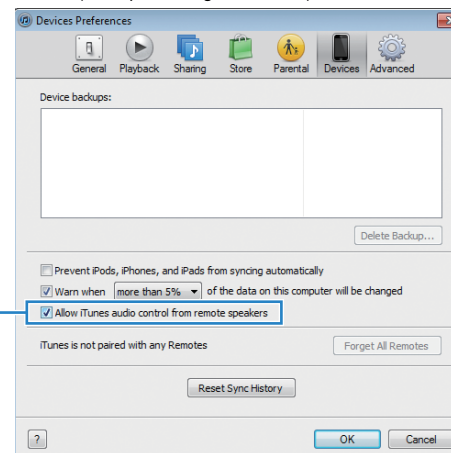 Devices Preferences
General Playback Sharing Store Parental Devices Advanced
Device backups:
Delete Backup...
Prevent iPods, iPhones, and iPads from syncing automatically
Warn when more than 5% of the data on this computer will be changed
Allow iTunes audio control from remote speakers
iTunes is not paired with any Remotes Forget All Remotes
Reset Sync History
? OK Cancel